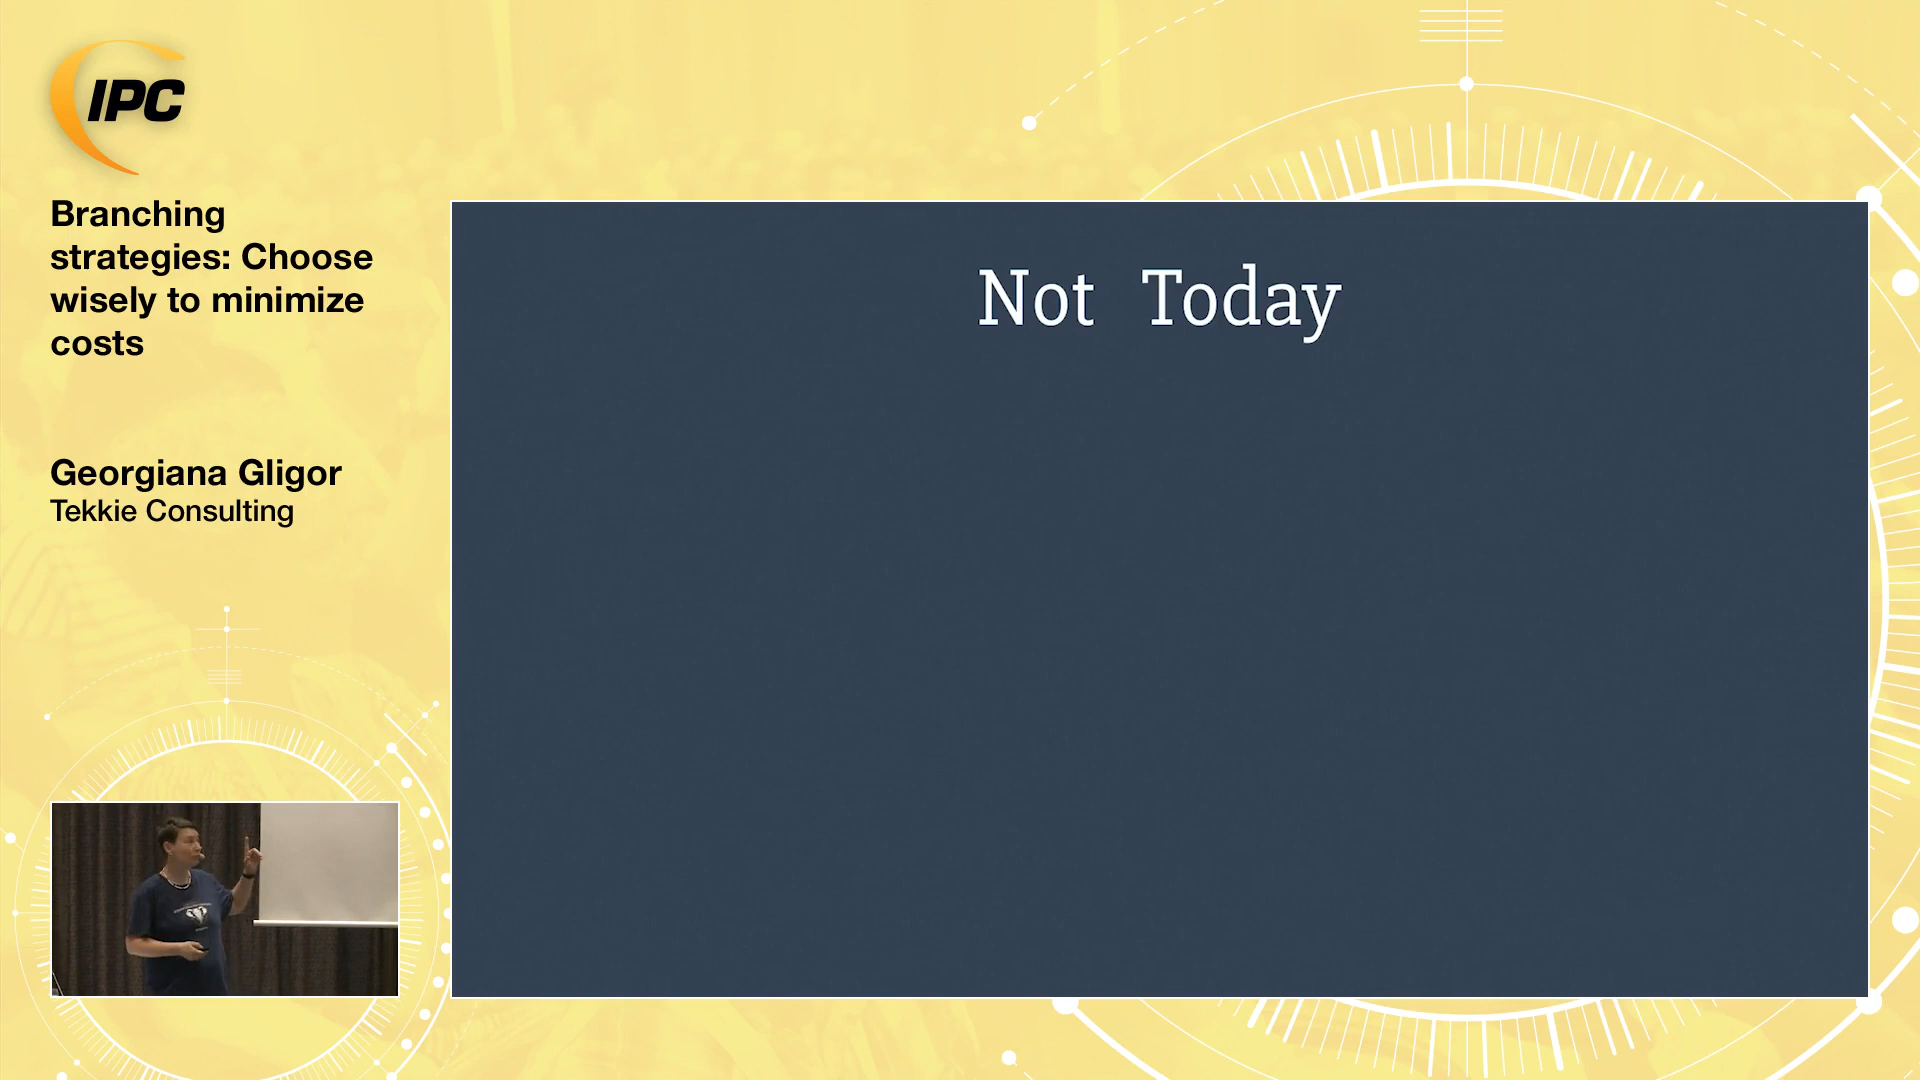 IPC
Branching
strategies: Choose
wisely to minimize
costs
Georgiana Gligor
Tekkie Consulting
Not Today